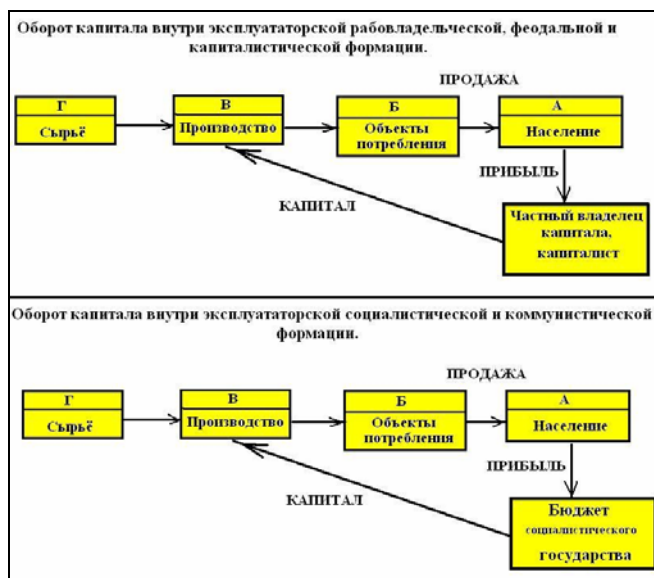 Оборот капитала внутри эксплуататорской рабовладельческой, феодальной и
капиталистической формации.
ПРОДАЖА
Г
Сырьё
В
Производство
Б
Объекты
потребления
А
Население
ПРИБЫЛЬ
КАПИТАЛ
Частный владелец
капитала,
капиталист
Оборот капитала внутри эксплуататорской социалистической и коммунистической
формации.
ПРОДАЖА
Г
Сырьё
В
Производство
Б
Объекты
потребления
А
Население
ПРИБЫЛЬ
КАПИТАЛ
Бюджет
социалистического
государства